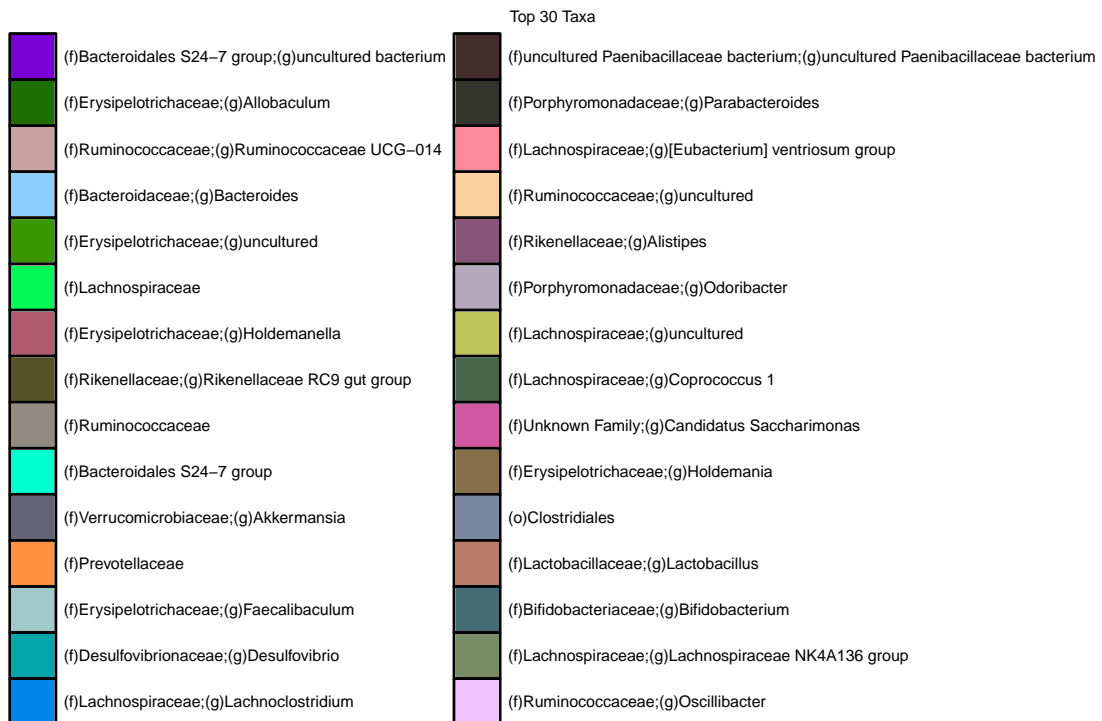 Top 30 Taxa
(f)Bacteroidales S24−7 group;(g)uncultured bacterium
(f)Erysipelotrichaceae;(g)Allobaculum
(f)Ruminococcaceae;(g)Ruminococcaceae UCG−014
(f)Bacteroidaceae;(g)Bacteroides
(f)Erysipelotrichaceae;(g)uncultured
(f)Lachnospiraceae
(f)Erysipelotrichaceae;(g)Holdemanella
(f)Rikenellaceae;(g)Rikenellaceae RC9 gut group
(f)Ruminococcaceae
(f)Bacteroidales S24−7 group
(f)Verrucomicrobiaceae;(g)Akkermansia
(f)Prevotellaceae
(f)Erysipelotrichaceae;(g)Faecalibaculum
(f)Desulfovibrionaceae;(g)Desulfovibrio
(f)Lachnospiraceae;(g)Lachnoclostridium
(f)uncultured Paenibacillaceae bacterium;(g)uncultured Paenibacillaceae bacterium
(f)Porphyromonadaceae;(g)Parabacteroides
(f)Lachnospiraceae;(g)[Eubacterium] ventriosum group
(f)Ruminococcaceae;(g)uncultured
(f)Rikenellaceae;(g)Alistipes
(f)Porphyromonadaceae;(g)Odoribacter
(f)Lachnospiraceae;(g)uncultured
(f)Lachnospiraceae;(g)Coprococcus 1
(f)Unknown Family;(g)Candidatus Saccharimonas
(f)Erysipelotrichaceae;(g)Holdemania
(o)Clostridiales
(f)Lactobacillaceae;(g)Lactobacillus
(f)Bifidobacteriaceae;(g)Bifidobacterium
(f)Lachnospiraceae;(g)Lachnospiraceae NK4A136 group
(f)Ruminococcaceae;(g)Oscillibacter